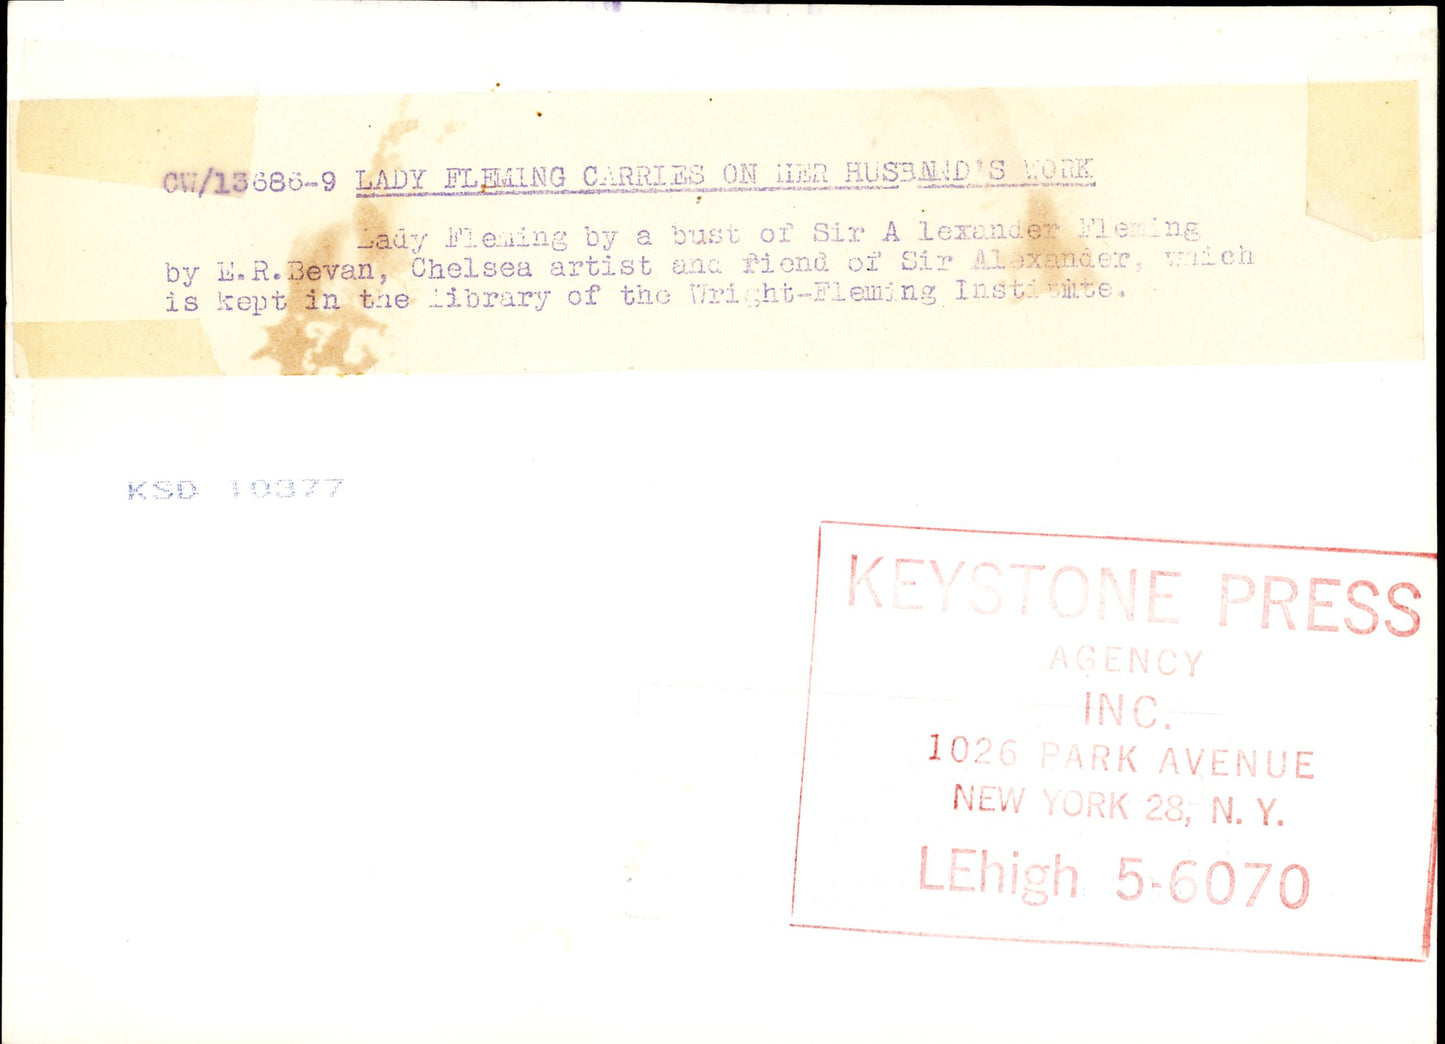 CW/13686-9 LADY FLEMING CARRIES ON HER HUSBAND'S WORK
Lady Fleming by a bust of Sir A lexander Fleming
by E.R.Bevan, Chelsea artist and fiend of Sir Alexander, which
is kept in the library of the Wright-Fleming Institute.
KSD 10377
KEYSTONE PRESS
AGENCY
INC.
1026 PARK AVENUE
NEW YORK 28, N. Y.
LEhigh 5-6070